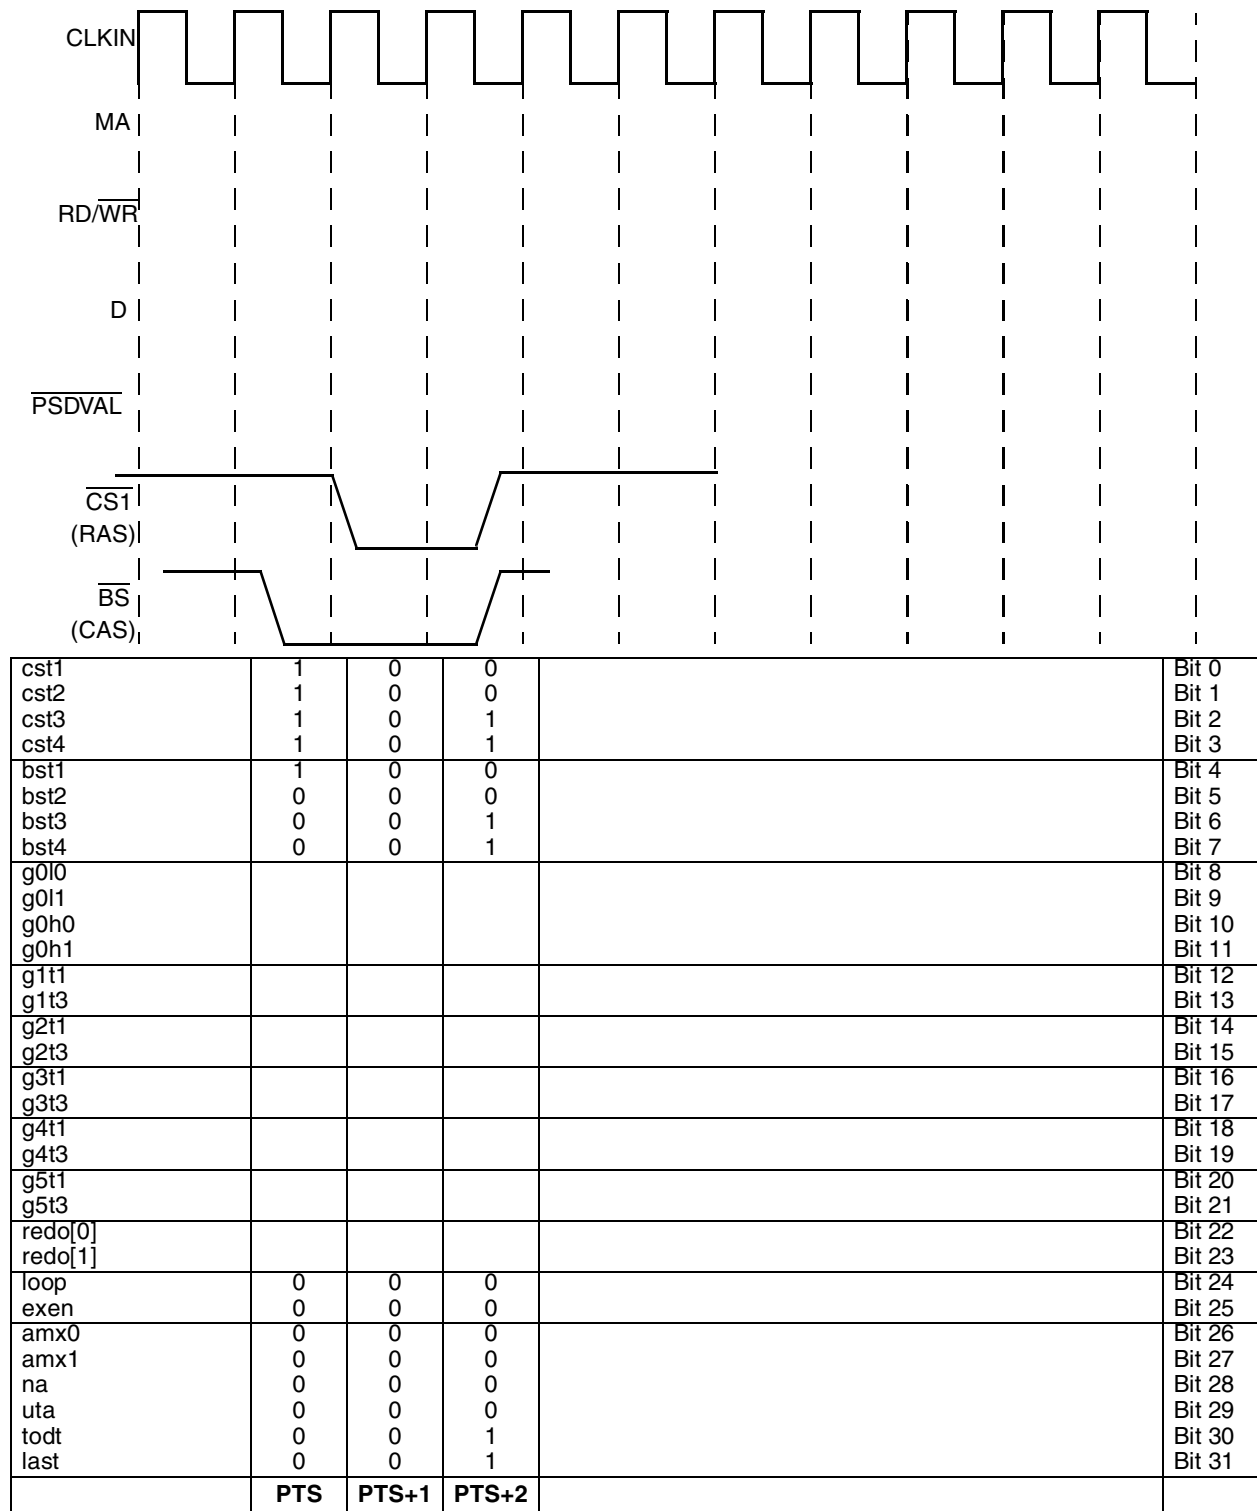 CLKIN
MA
RD/WR
D
PSDVAL
CS1
(RAS)
BS
(CAS)
cst1 1 0 0 Bit 0
cst2 1 0 0 Bit 1
cst3 1 0 1 Bit 2
cst4 1 0 1 Bit 3
bst1 1 0 0 Bit 4
bst2 0 0 0 Bit 5
bst3 0 0 1 Bit 6
bst4 0 0 1 Bit 7
g0l0 Bit 8
g0l1 Bit 9
g0h0 Bit 10
g0h1 Bit 11
g1t1 Bit 12
g1t3 Bit 13
g2t1 Bit 14
g2t3 Bit 15
g3t1 Bit 16
g3t3 Bit 17
g4t1 Bit 18
g4t3 Bit 19
g5t1 Bit 20
g5t3 Bit 21
redo[0] Bit 22
redo[1] Bit 23
loop 0 0 0 Bit 24
exen 0 0 0 Bit 25
amx0 0 0 0 Bit 26
amx1 0 0 0 Bit 27
na 0 0 0 Bit 28
uta 0 0 0 Bit 29
todt 0 0 1 Bit 30
last 0 0 1 Bit 31
PTS PTS+1 PTS+2